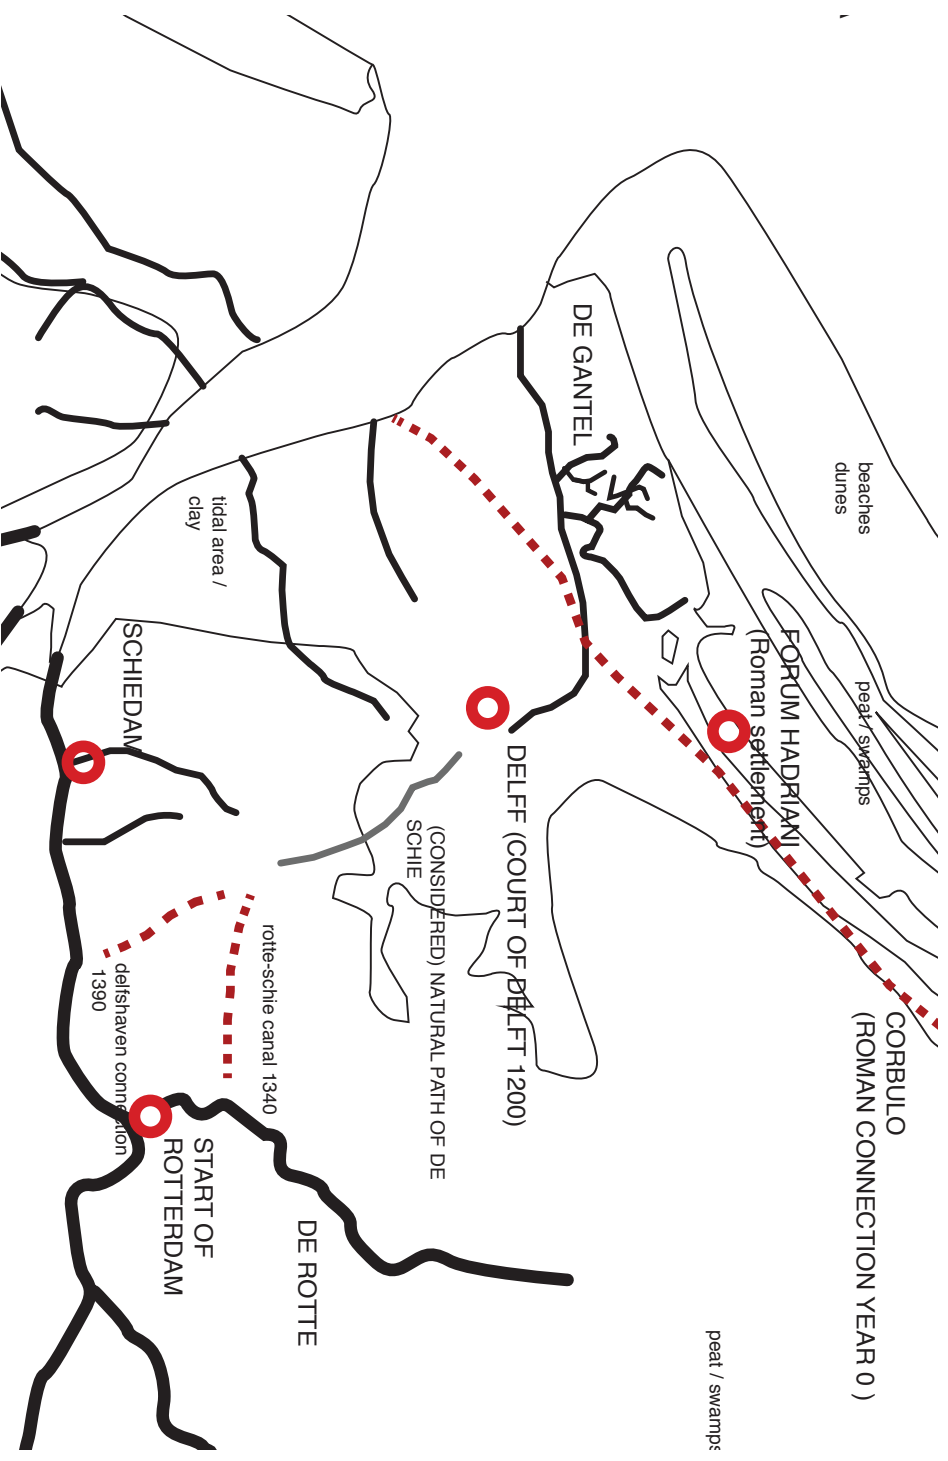 beaches
dunes
DE GANTEL
tidal area /
clay
FORUM HADRIANI
(Roman settlement)
peat / swamps
SCHIEDAM
DELFF (COURT OF DELFT 1200)
(CONSIDERED) NATURAL PATH OF DE
SCHIE
rotte-schie canal 1340
delfshaven connection
1390
CORBULO
(ROMAN CONNECTION YEAR 0 )
START OF
ROTTERDAM
DE ROTTE
peat / swamps